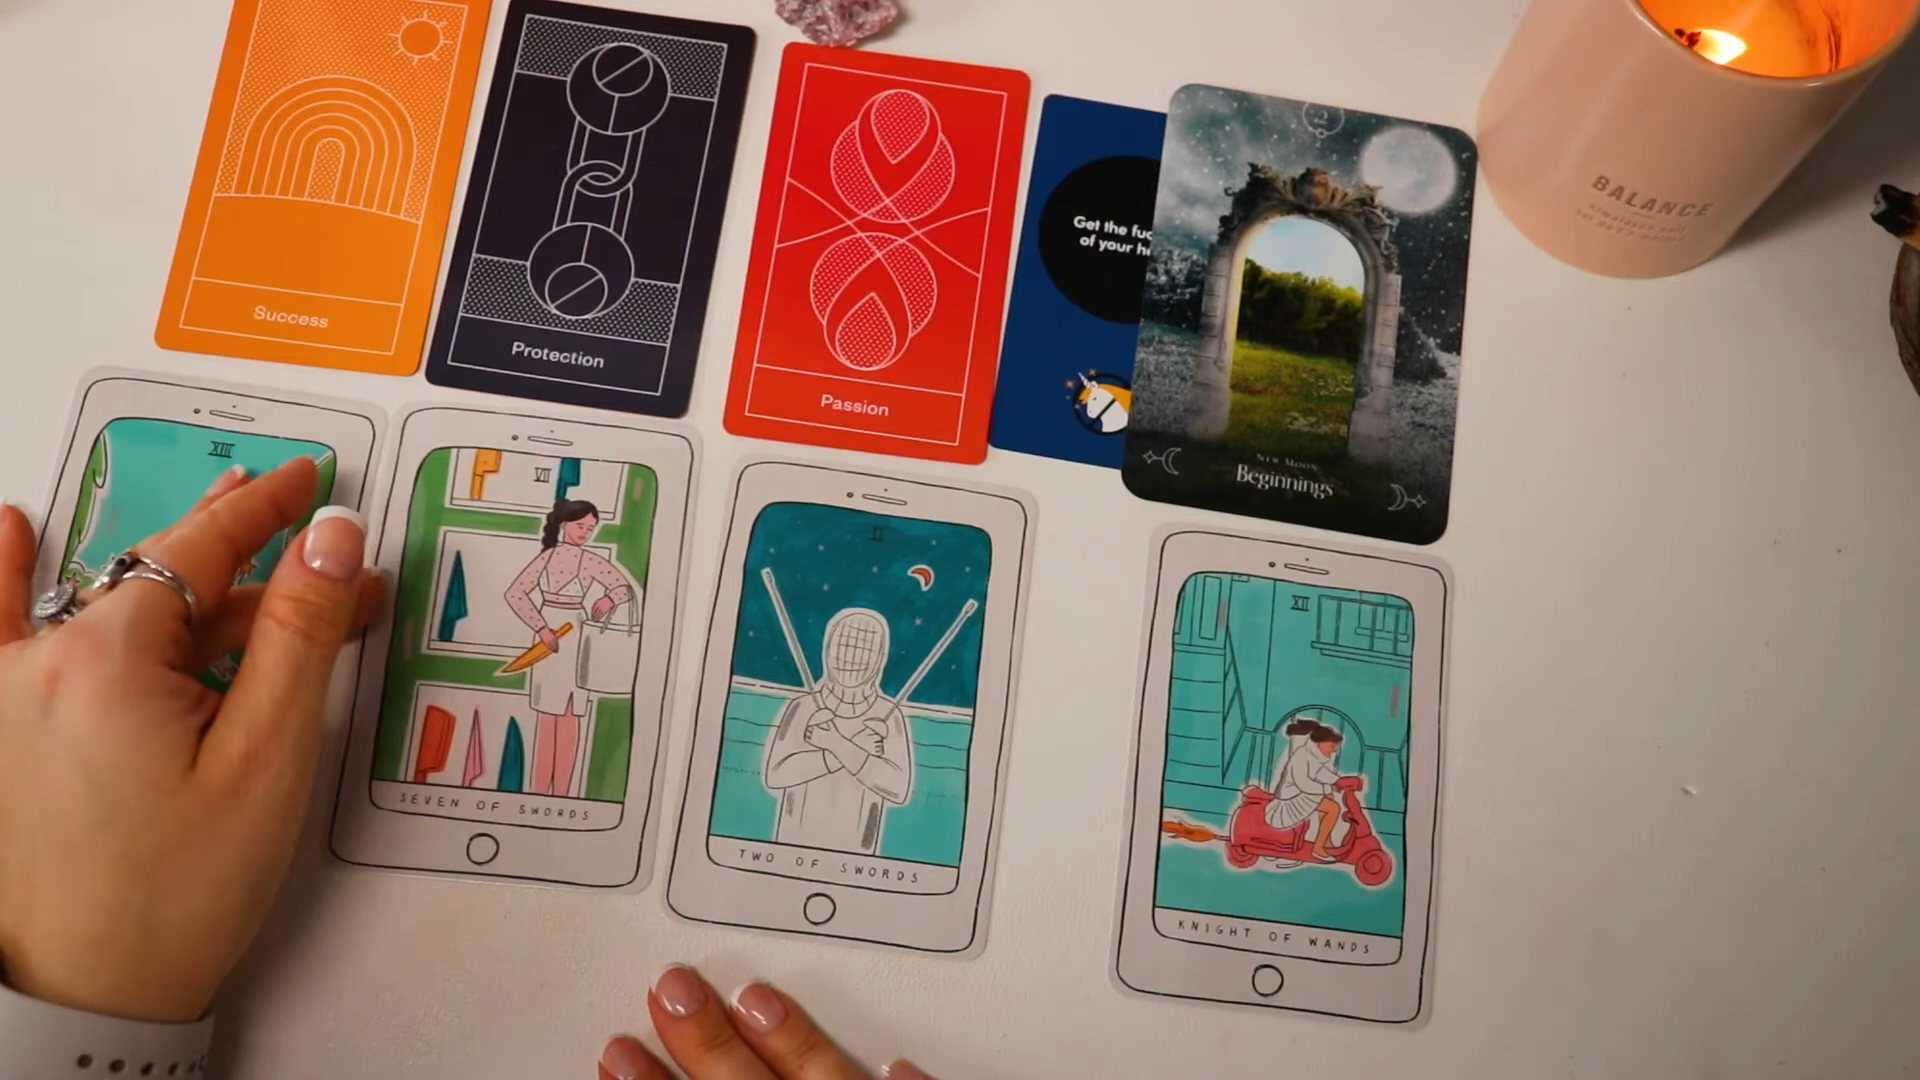 Success
Protection
Passion
Get the fuc
of your h
NEW MOON
Beginnings
BALANCE
XIII
VII
SEVEN OF SWORDS
II
TWO OF SWORDS
XII
KNIGHT OF WANDS